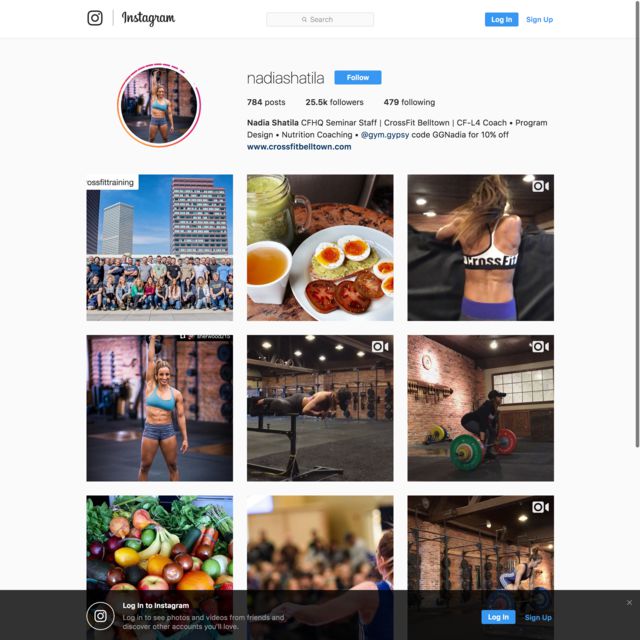 Instagram
Search
Log In
Sign Up
nadiashatila
Follow
784 posts
25.5k followers
479 following
Nadia Shatila CFHQ Seminar Staff | CrossFit Belltown | CF-L4 Coach • Program
Design • Nutrition Coaching • @gym.gypsy code GGNadia for 10% off
www.crossfitbelltown.com
rossfittraining
CrossFit
sherwood215
Log In to Instagram
Log in to see photos and videos from friends and
discover other accounts you'll love.
Log In
Sign Up